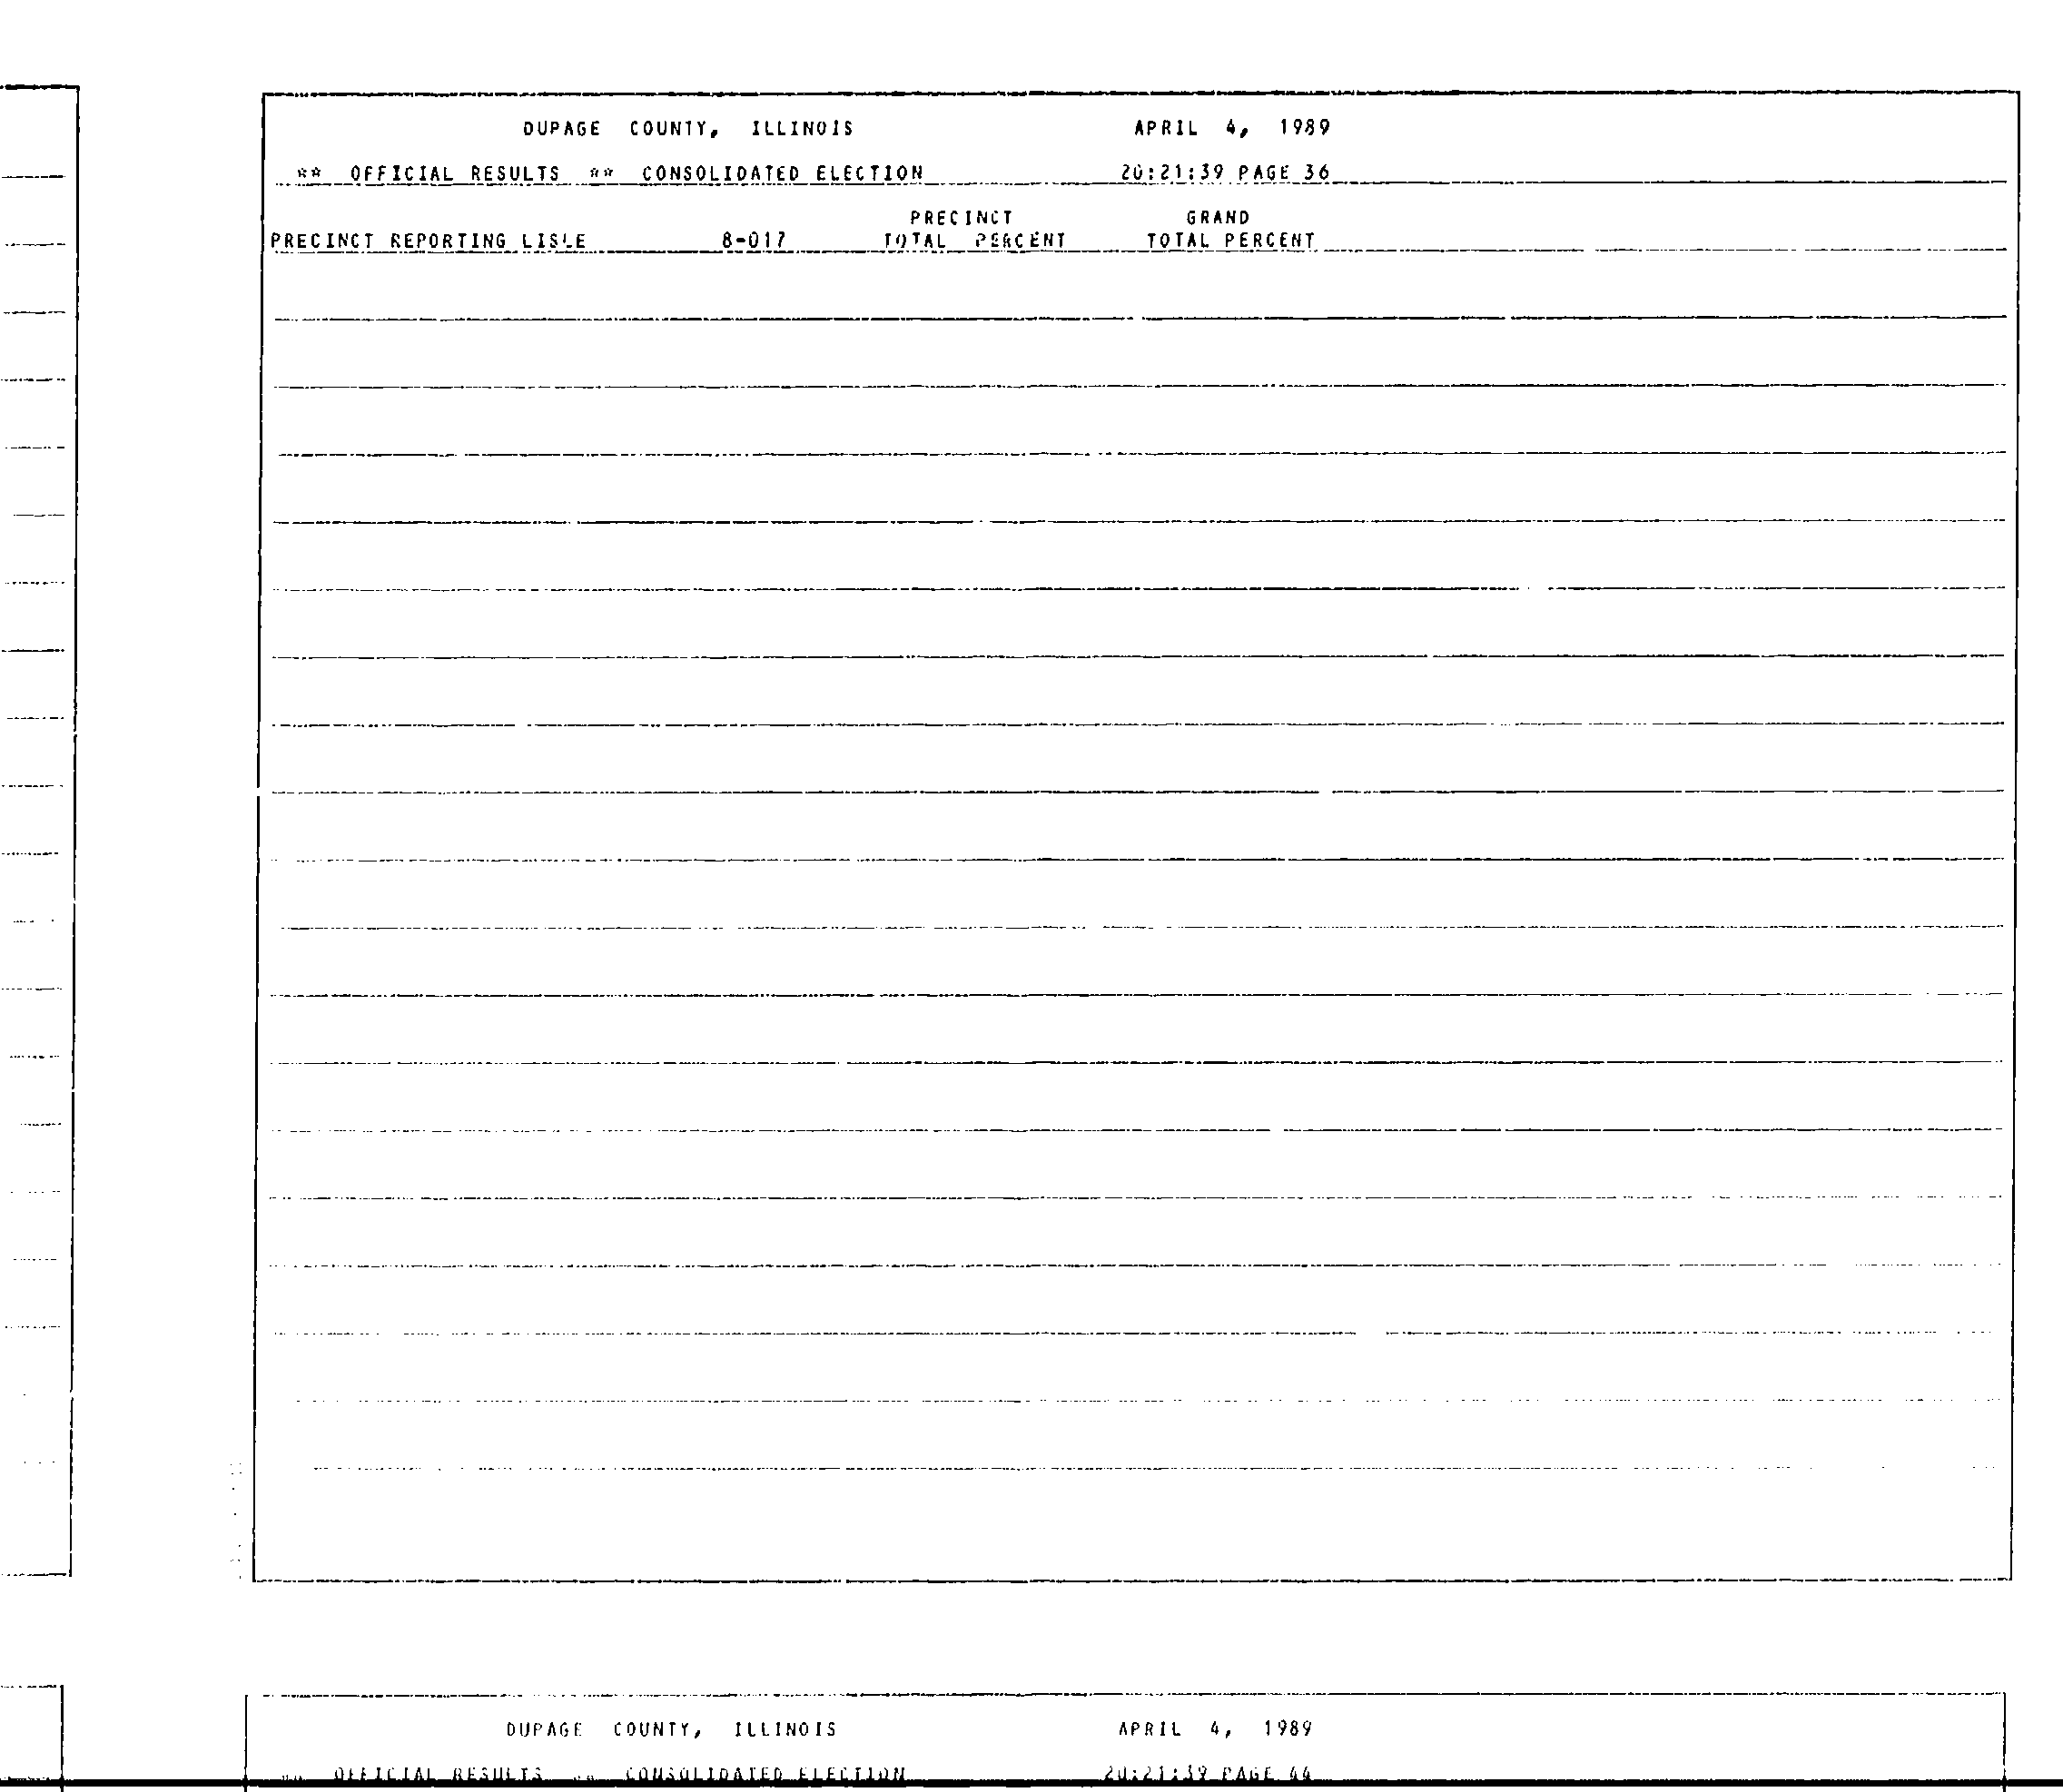 DUPAGE COUNTY, ILLINOIS APRIL 4, 1989
** OFFICIAL RESULTS ** CONSOLIDATED ELECTION 20:21:39 PAGE 36
PRECINCT GRAND
PRECINCT REPORTING LISLE 8-017 TOTAL PERCENT TOTAL PERCENT
DUPAGE COUNTY, ILLINOIS APRIL 4, 1989
** OFFICIAL RESULTS ** CONSOLIDATED ELECTION 20:21:39 PAGE 44